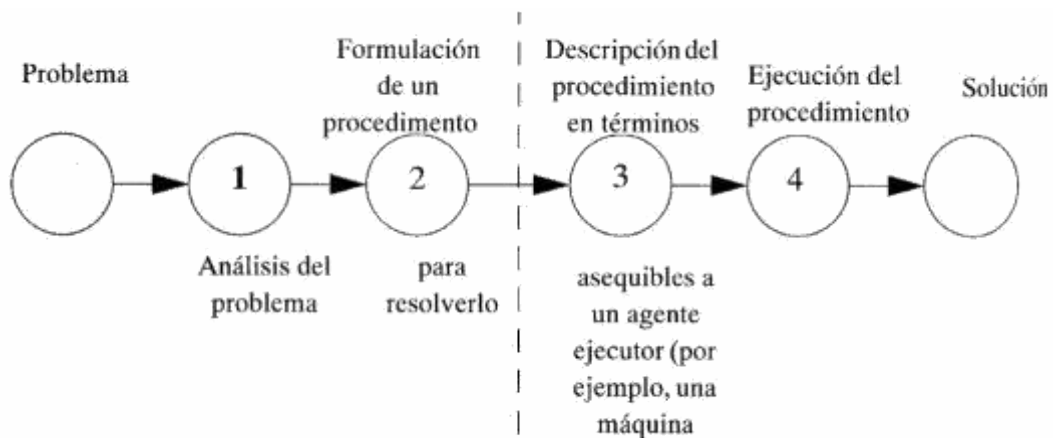 Problema
1
Análisis del
problema
Formulación
de un
procedimento
2
para
resolverlo
Descripción del
procedimiento
en términos
3
asequibles a
un agente
ejecutor (por
ejemplo, una
máquina
Ejecución del
procedimiento
4
Solución